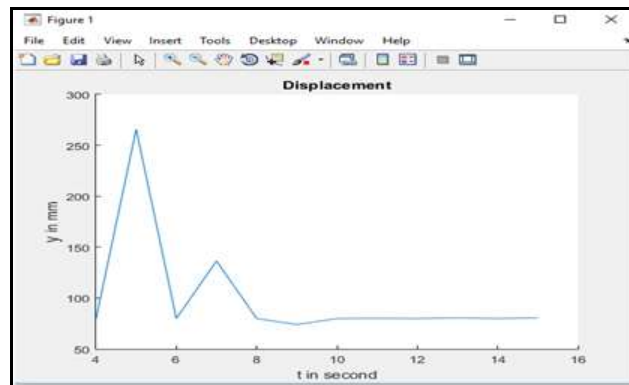 Figure 1
File Edit View Insert Tools Desktop Window Help
Displacement
300
250
200
150
100
50
y in mm
4 6 8 10 12 14 16
t in second